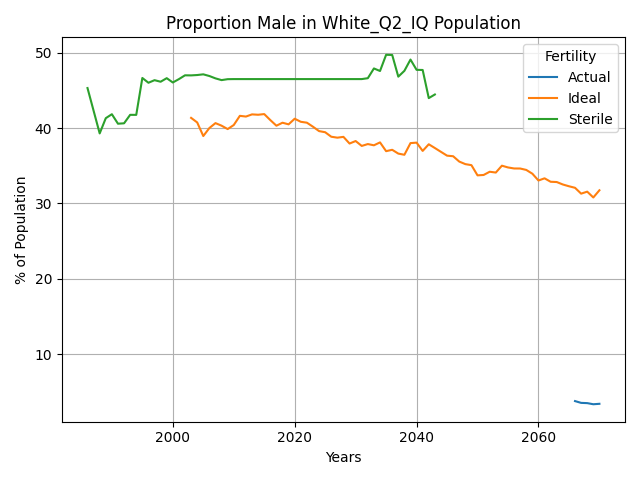 Proportion Male in White_Q2_IQ Population
Fertility
Actual
Ideal
Sterile
% of Population
50
40
30
20
10
2000 2020 2040 2060
Years